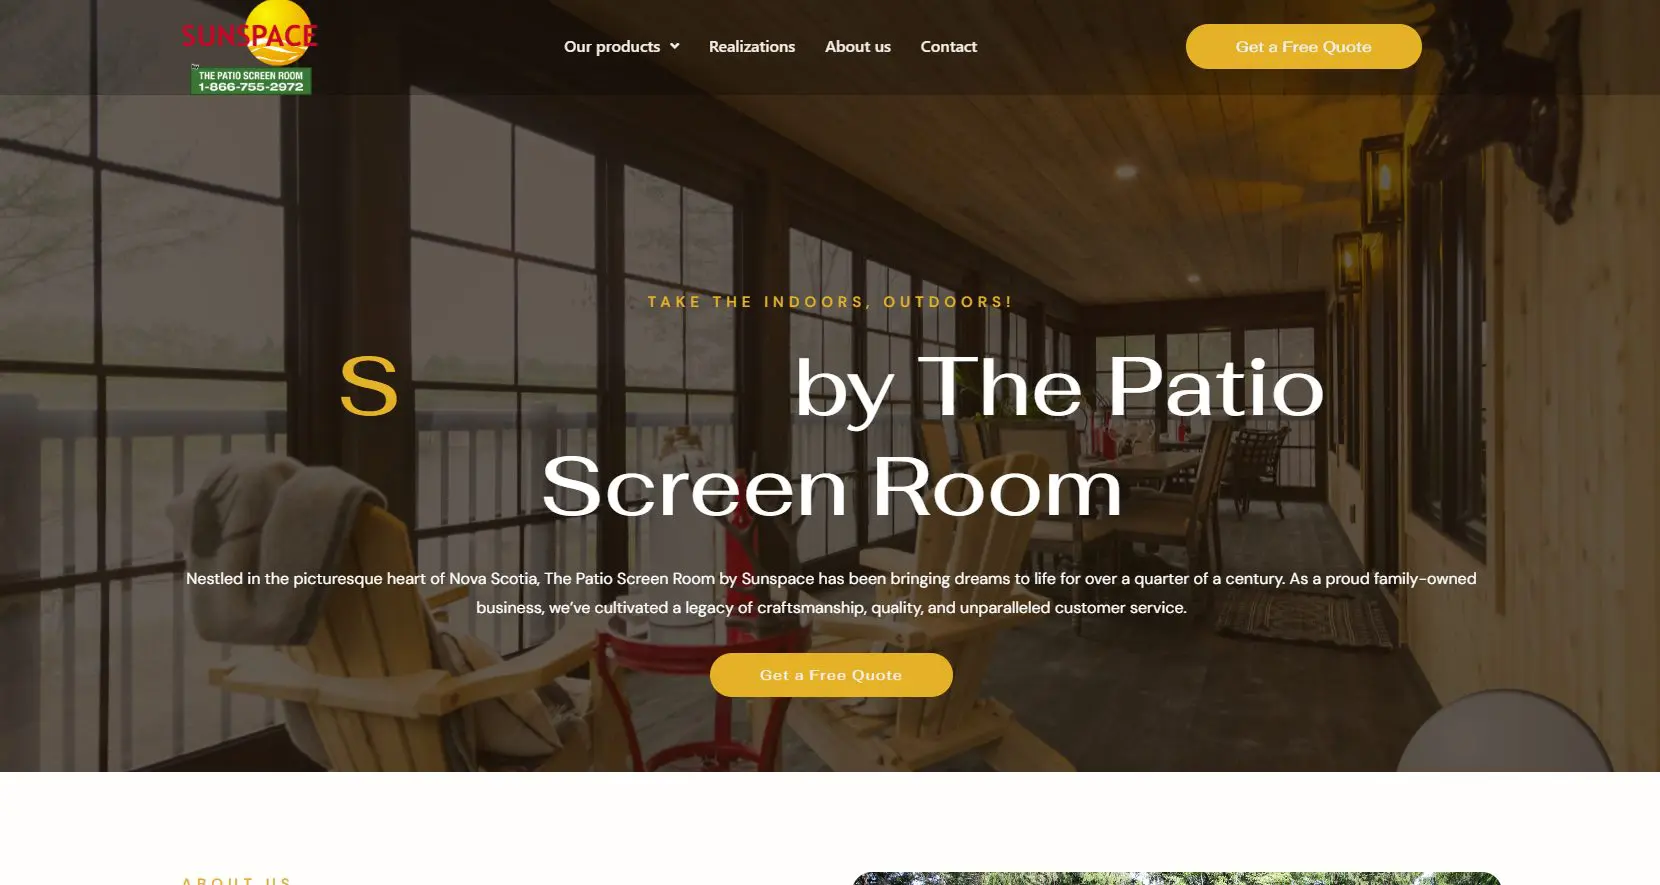 SUNSPACE
THE PATIO SCREEN ROOM
1-866-755-2972
Our products
Realizations
About us
Contact
Get a Free Quote
TAKE THE INDOORS, OUTDOORS!
S by The Patio
Screen Room
Nestled in the picturesque heart of Nova Scotia, The Patio Screen Room by Sunspace has been bringing dreams to life for over a quarter of a century. As a proud family-owned
business, we’ve cultivated a legacy of craftsmanship, quality, and unparalleled customer service.
Get a Free Quote
ABOUT US